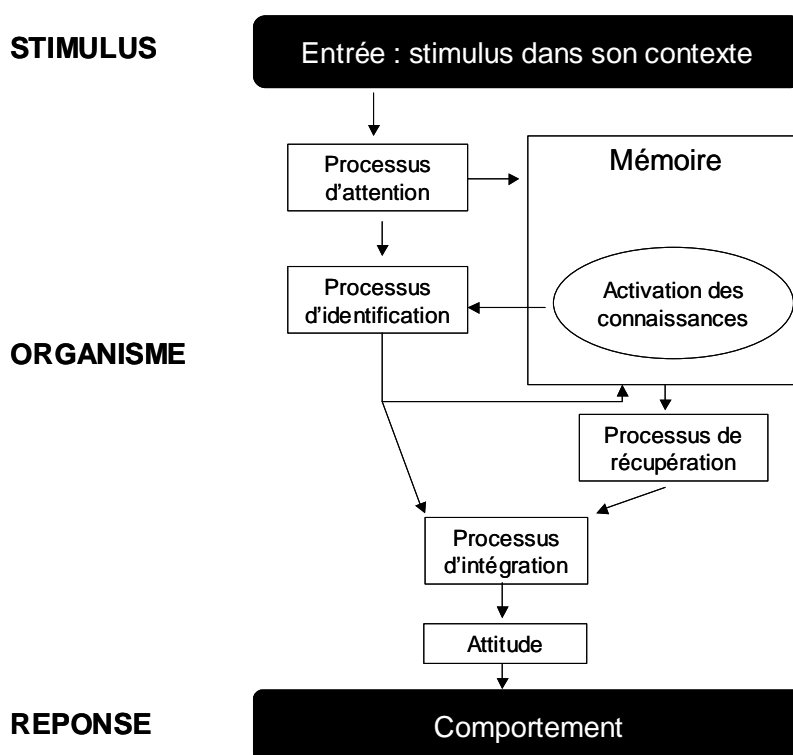 STIMULUS
Entrée : stimulus dans son contexte
Processus
d'attention
Mémoire
Processus
d'identification
Activation des
connaissances
ORGANISME
Processus de
récupération
Processus
d'intégration
Attitude
REPONSE
Comportement